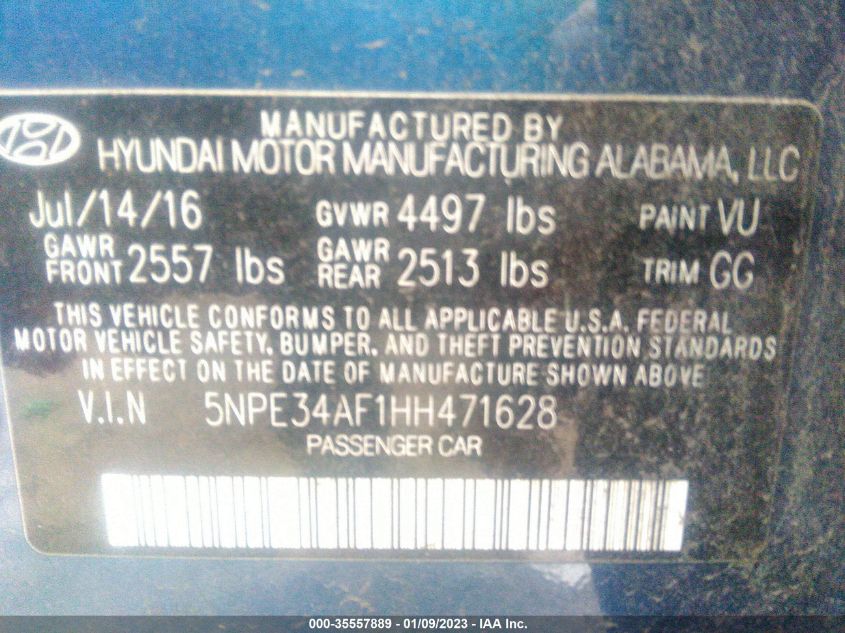 MANUFACTURED BY
HYUNDAI MOTOR MANUFACTURING ALABAMA, LLC
Jul/14/16 GVWR 4497 lbs PAINT VU
GAWR FRONT 2557 lbs GAWR REAR 2513 lbs TRIM GG
THIS VEHICLE CONFORMS TO ALL APPLICABLE U.S.A. FEDERAL
MOTOR VEHICLE SAFETY, BUMPER, AND THEFT PREVENTION STANDARDS
IN EFFECT ON THE DATE OF MANUFACTURE SHOWN ABOVE
V.I.N 5NPE34AF1HH471628
PASSENGER CAR
000-35557889 - 01/09/2023 - IAA Inc.